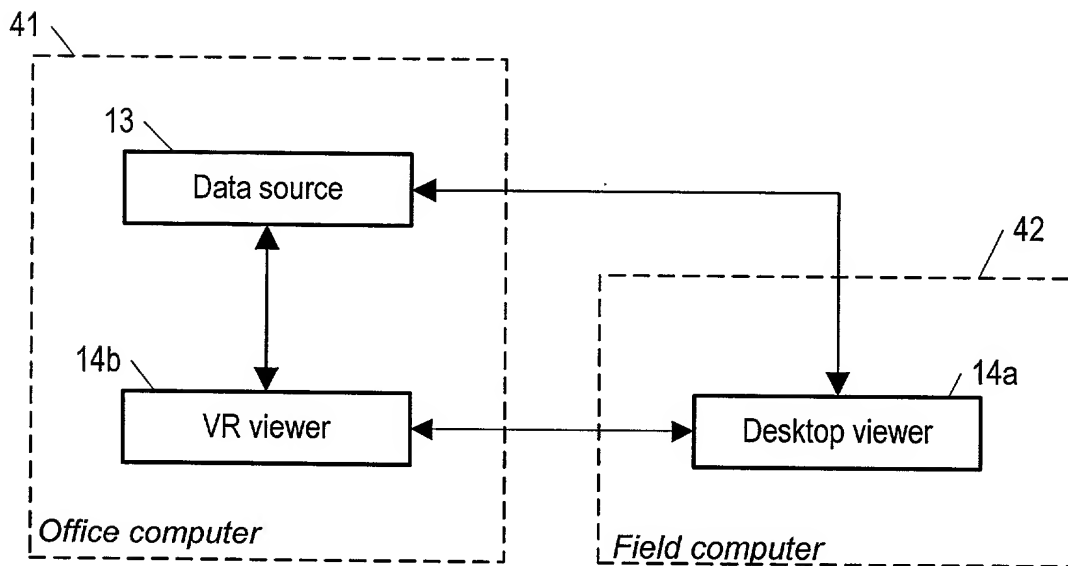 41
13
Data source
42
14b
14a
VR viewer
Desktop viewer
Office computer
Field computer